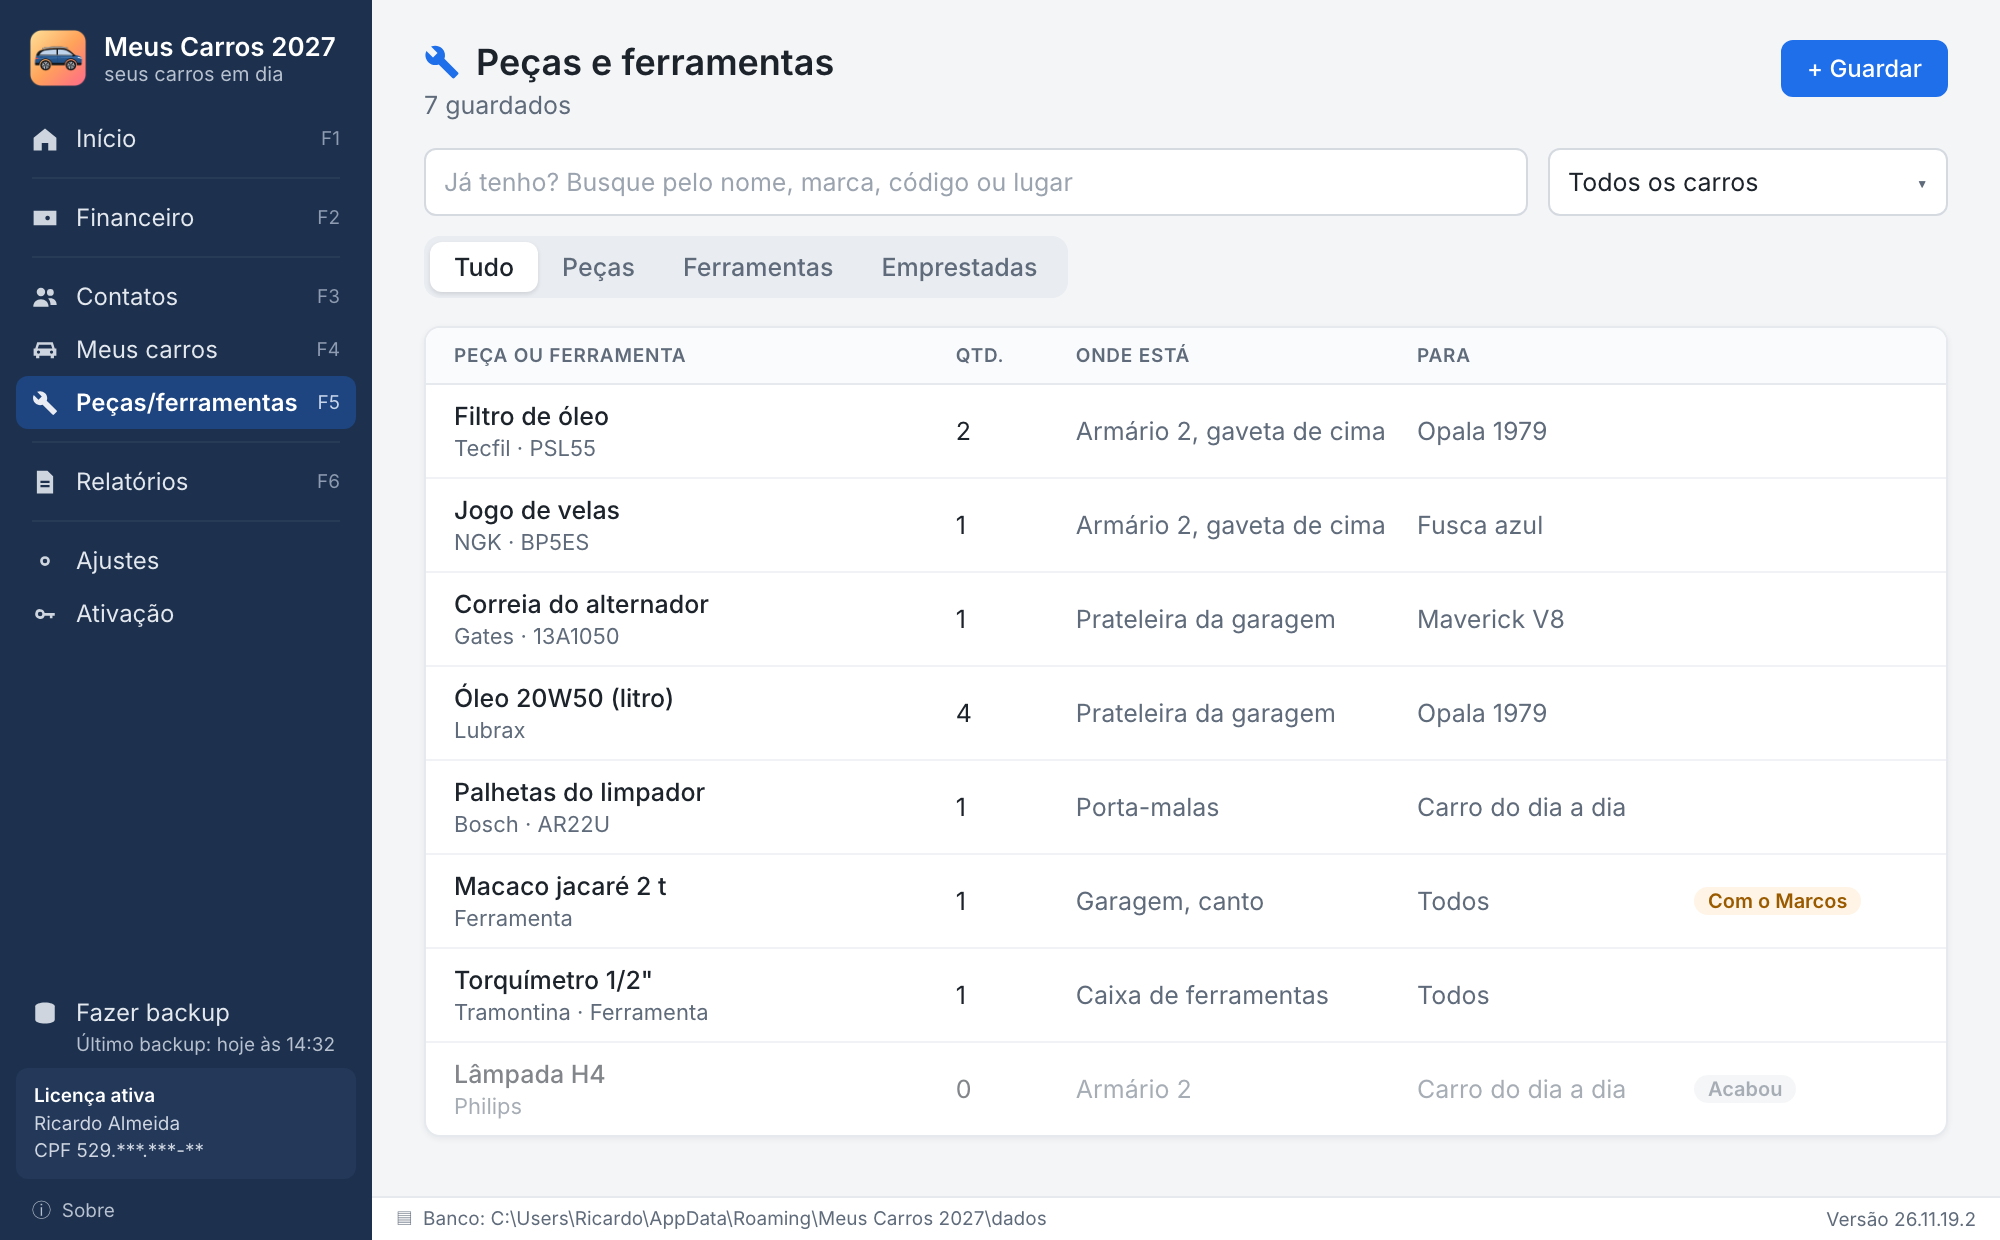 Meus Carros 2027
seus carros em dia
Início F1
Financeiro F2
Contatos F3
Meus carros F4
Peças/ferramentas F5
Relatórios F6
Ajustes
Ativação
Fazer backup
Último backup: hoje às 14:32
Licença ativa
Ricardo Almeida
CPF 529.***.***-**
Sobre
Peças e ferramentas
7 guardados
+ Guardar
Já tenho? Busque pelo nome, marca, código ou lugar
Todos os carros
Tudo Peças Ferramentas Emprestadas
PEÇA OU FERRAMENTA QTD. ONDE ESTÁ PARA
Filtro de óleo
Tecfil · PSL55
2 Armário 2, gaveta de cima Opala 1979
Jogo de velas
NGK · BP5ES
1 Armário 2, gaveta de cima Fusca azul
Correia do alternador
Gates · 13A1050
1 Prateleira da garagem Maverick V8
Óleo 20W50 (litro)
Lubrax
4 Prateleira da garagem Opala 1979
Palhetas do limpador
Bosch · AR22U
1 Porta-malas Carro do dia a dia
Macaco jacaré 2 t
Ferramenta
1 Garagem, canto Todos Com o Marcos
Torquímetro 1/2"
Tramontina · Ferramenta
1 Caixa de ferramentas Todos
Lâmpada H4
Philips
0 Armário 2 Carro do dia a dia Acabou
Banco: C:\Users\Ricardo\AppData\Roaming\Meus Carros 2027\dados
Versão 26.11.19.2